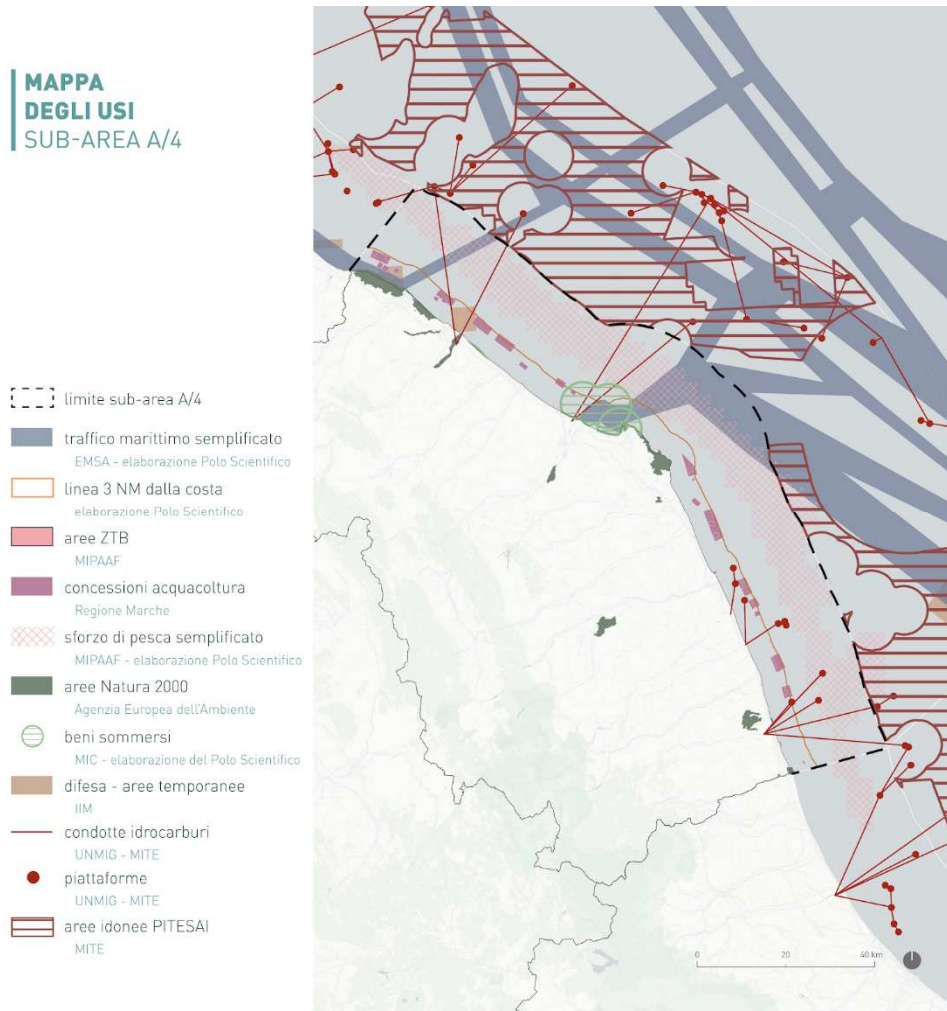 MAPPA
DEGLI USI
SUB-AREA A/4
limite sub-area A/4
traffico marittimo semplificato
EMSA - elaborazione Polo Scientifico
linea 3 NM dalla costa
elaborazione Polo Scientifico
aree ZTB
MIPAAF
concessioni acquacoltura
Regione Marche
sforzo di pesca semplificato
MIPAAF - elaborazione Polo Scientifico
aree Natura 2000
Agenzia Europea dell'Ambiente
beni sommersi
MIC - elaborazione del Polo Scientifico
difesa - aree temporanee
IIM
condotte idrocarburi
UNMIG - MITE
piattaforme
UNMIG - MITE
aree idonee PITESAI
MITE
0 20 40 km